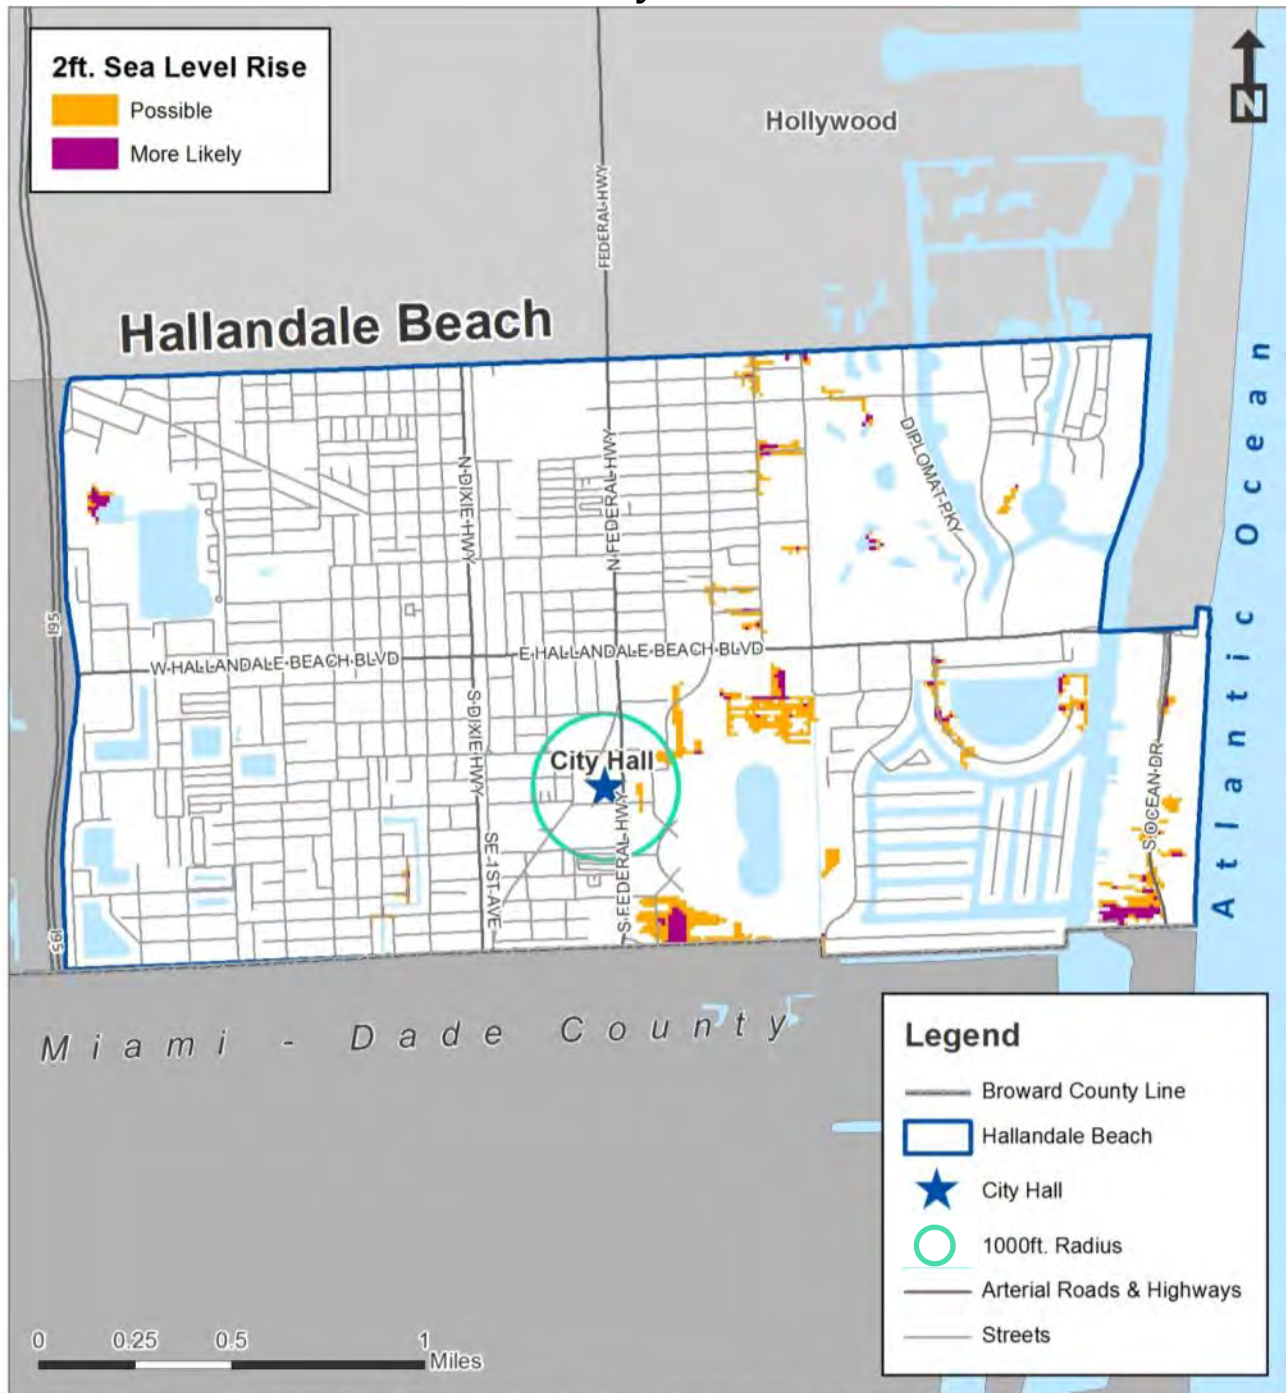 2ft. Sea Level Rise
Possible
More Likely
N
Hollywood
FEDERAL HWY
Hallandale Beach
Atlantic Ocean
N DIXIE HWY
N FEDERAL HWY
DIPLOMAT PKY
I95
W HALLANDALE BEACH BLVD
E HALLANDALE BEACH BLVD
S DIXIE HWY
City Hall
S FEDERAL HWY
S OCEAN DR
SE 1ST AVE
I95
Miami - Dade County
Legend
Broward County Line
Hallandale Beach
City Hall
1000ft. Radius
Arterial Roads & Highways
Streets
0 0.25 0.5 1
Miles